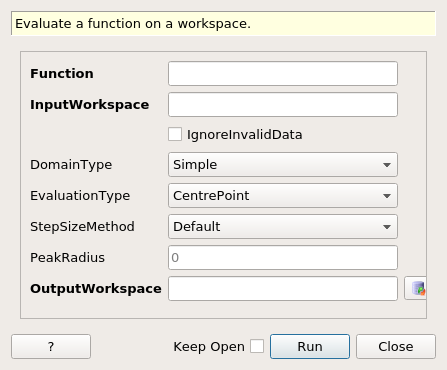 Evaluate a function on a workspace.
Function
InputWorkspace
IgnoreInvalidData
DomainType Simple
EvaluationType CentrePoint
StepSizeMethod Default
PeakRadius 0
OutputWorkspace
? Keep Open Run Close